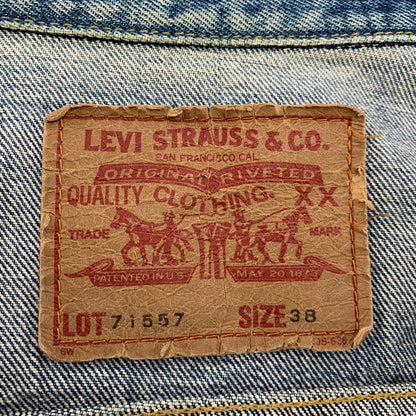 LEVI STRAUSS & CO.
SAN FRANCISCO CAL.
ORIGINAL RIVETED
QUALITY CLOTHING. XX
TRADE MARK
PATENTED IN U.S. MAY 20 1873
LOT 71557 SIZE 38
SW